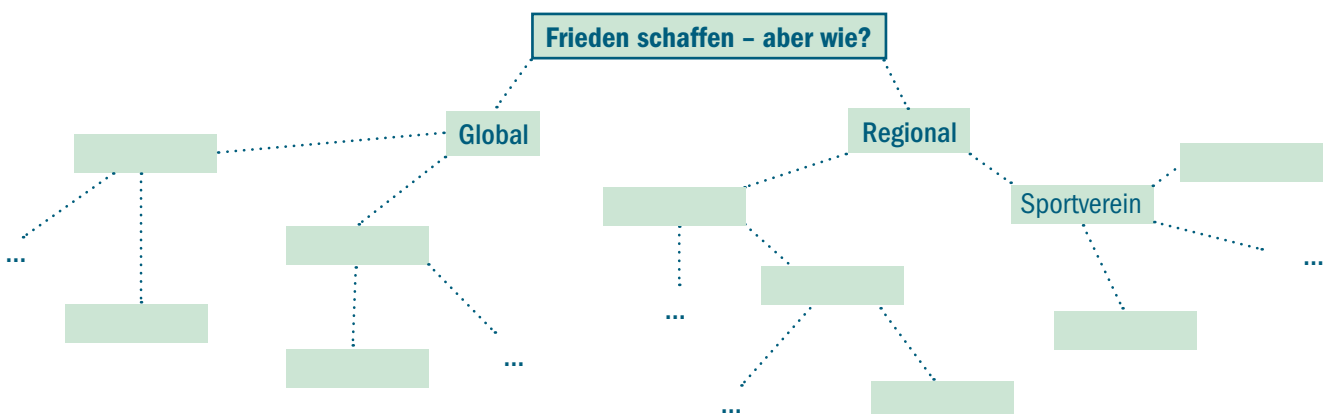 Frieden schaffen – aber wie?
Global
Regional
Sportverein
...
...
...
...
...